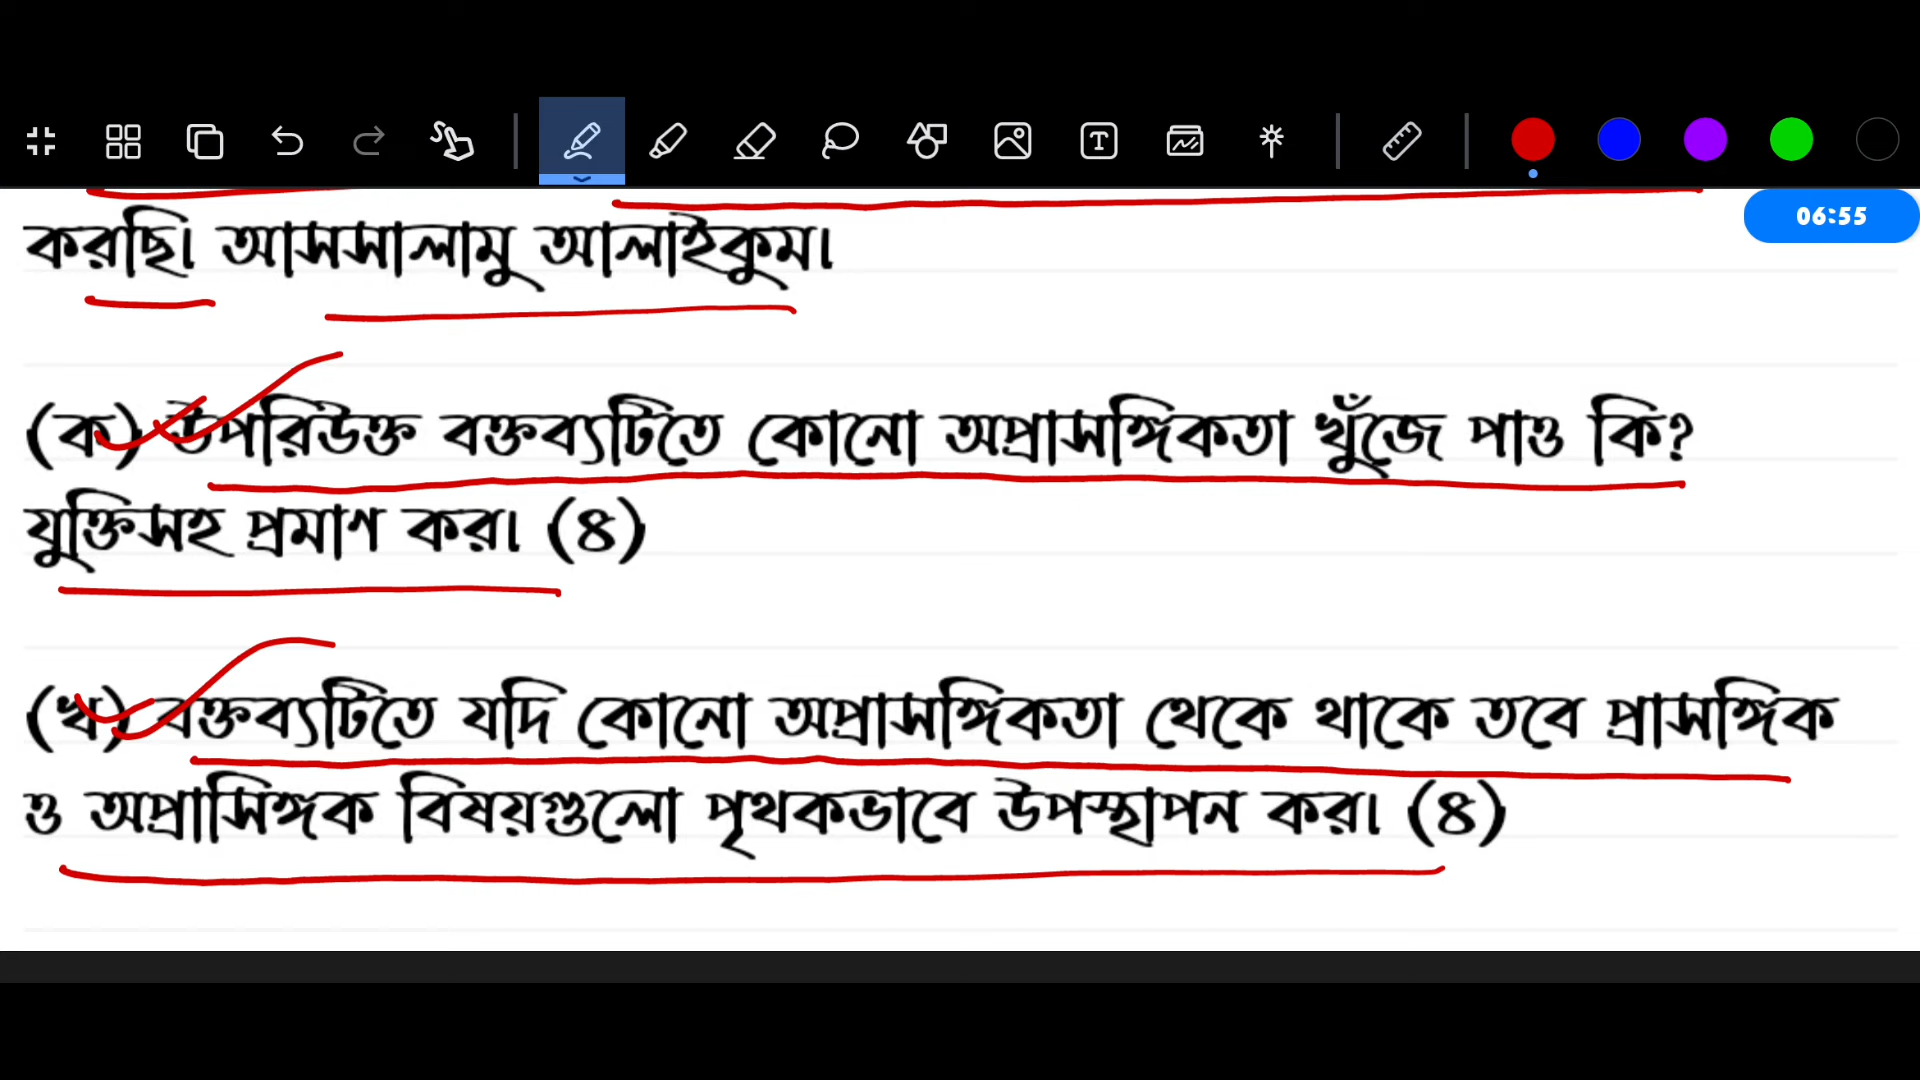 06:55
করছি। আসসালামু আলাইকুম।
(ক) উপরিউক্ত বক্তব্যটিতে কোনো অপ্রাসঙ্গিকতা খুঁজে পাও কি?
যুক্তিসহ প্রমাণ কর। (৪)
(খ) বক্তব্যটিতে যদি কোনো অপ্রাসঙ্গিকতা থেকে থাকে তবে প্রাসঙ্গিক
ও অপ্রাসিঙ্গক বিষয়গুলো পৃথকভাবে উপস্থাপন কর। (৪)